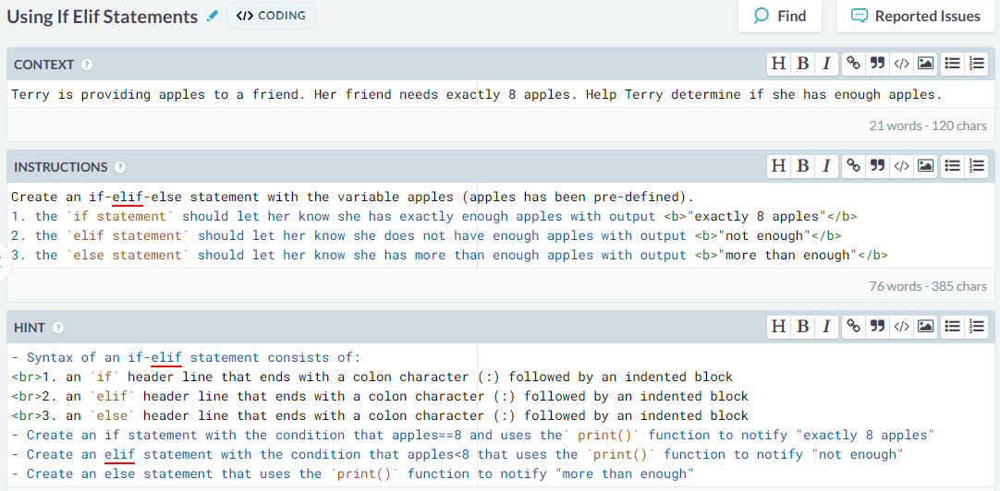 Using If Elif Statements </> CODING Find Reported Issues
CONTEXT ? H B I </>
Terry is providing apples to a friend. Her friend needs exactly 8 apples. Help Terry determine if she has enough apples.
21 words - 120 chars
INSTRUCTIONS ? H B I </>
Create an if-elif-else statement with the variable apples (apples has been pre-defined).
1. the `if statement` should let her know she has exactly enough apples with output <b>"exactly 8 apples"</b>
2. the `elif statement` should let her know she does not have enough apples with output <b>"not enough"</b>
3. the `else statement` should let her know she has more than enough apples with output <b>"more than enough"</b>
76 words - 385 chars
HINT ? H B I </>
- Syntax of an if-elif statement consists of:
<br>1. an `if` header line that ends with a colon character (:) followed by an indented block
<br>2. an `elif` header line that ends with a colon character (:) followed by an indented block
<br>3. an `else` header line that ends with a colon character (:) followed by an indented block
- Create an if statement with the condition that apples==8 and uses the` print()` function to notify "exactly 8 apples"
- Create an elif statement with the condition that apples<8 that uses the `print()` function to notify "not enough"
- Create an else statement that uses the `print()` function to notify "more than enough"